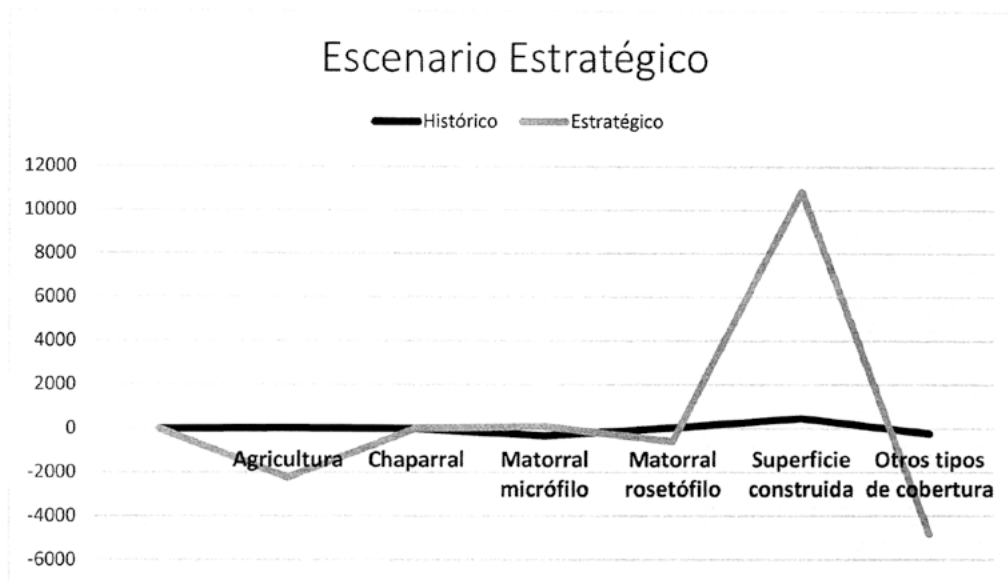 Escenario Estratégico
Histórico Estratégico
12000
10000
8000
6000
4000
2000
0
-2000
-4000
-6000
Agricultura Chaparral Matorral Matorral Superficie Otros tipos
micrófilo rosetófilo construida de cobertura